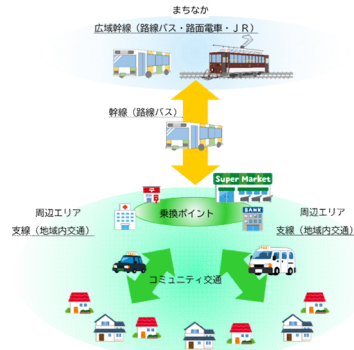 まちなか
広域幹線（路線バス・路面電車・ＪＲ）
幹線（路線バス）
Super Market
乗換ポイント
BANK
周辺エリア
支線（地域内交通）
周辺エリア
支線（地域内交通）
コミュニティ交通